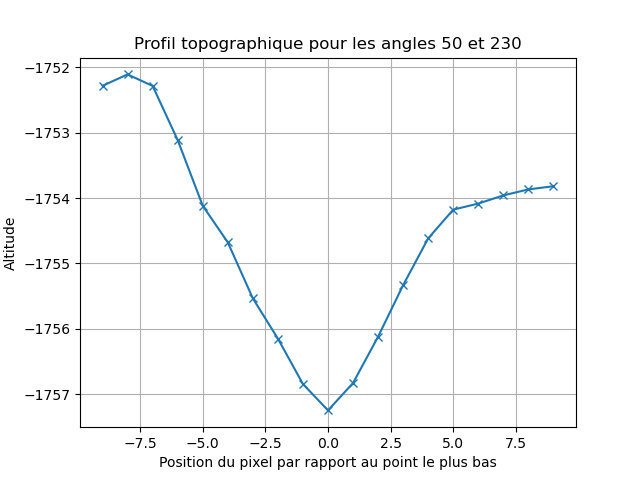 Profil topographique pour les angles 50 et 230
−1752
−1753
−1754
−1755
−1756
−1757
Altitude
−7.5 −5.0 −2.5 0.0 2.5 5.0 7.5
Position du pixel par rapport au point le plus bas